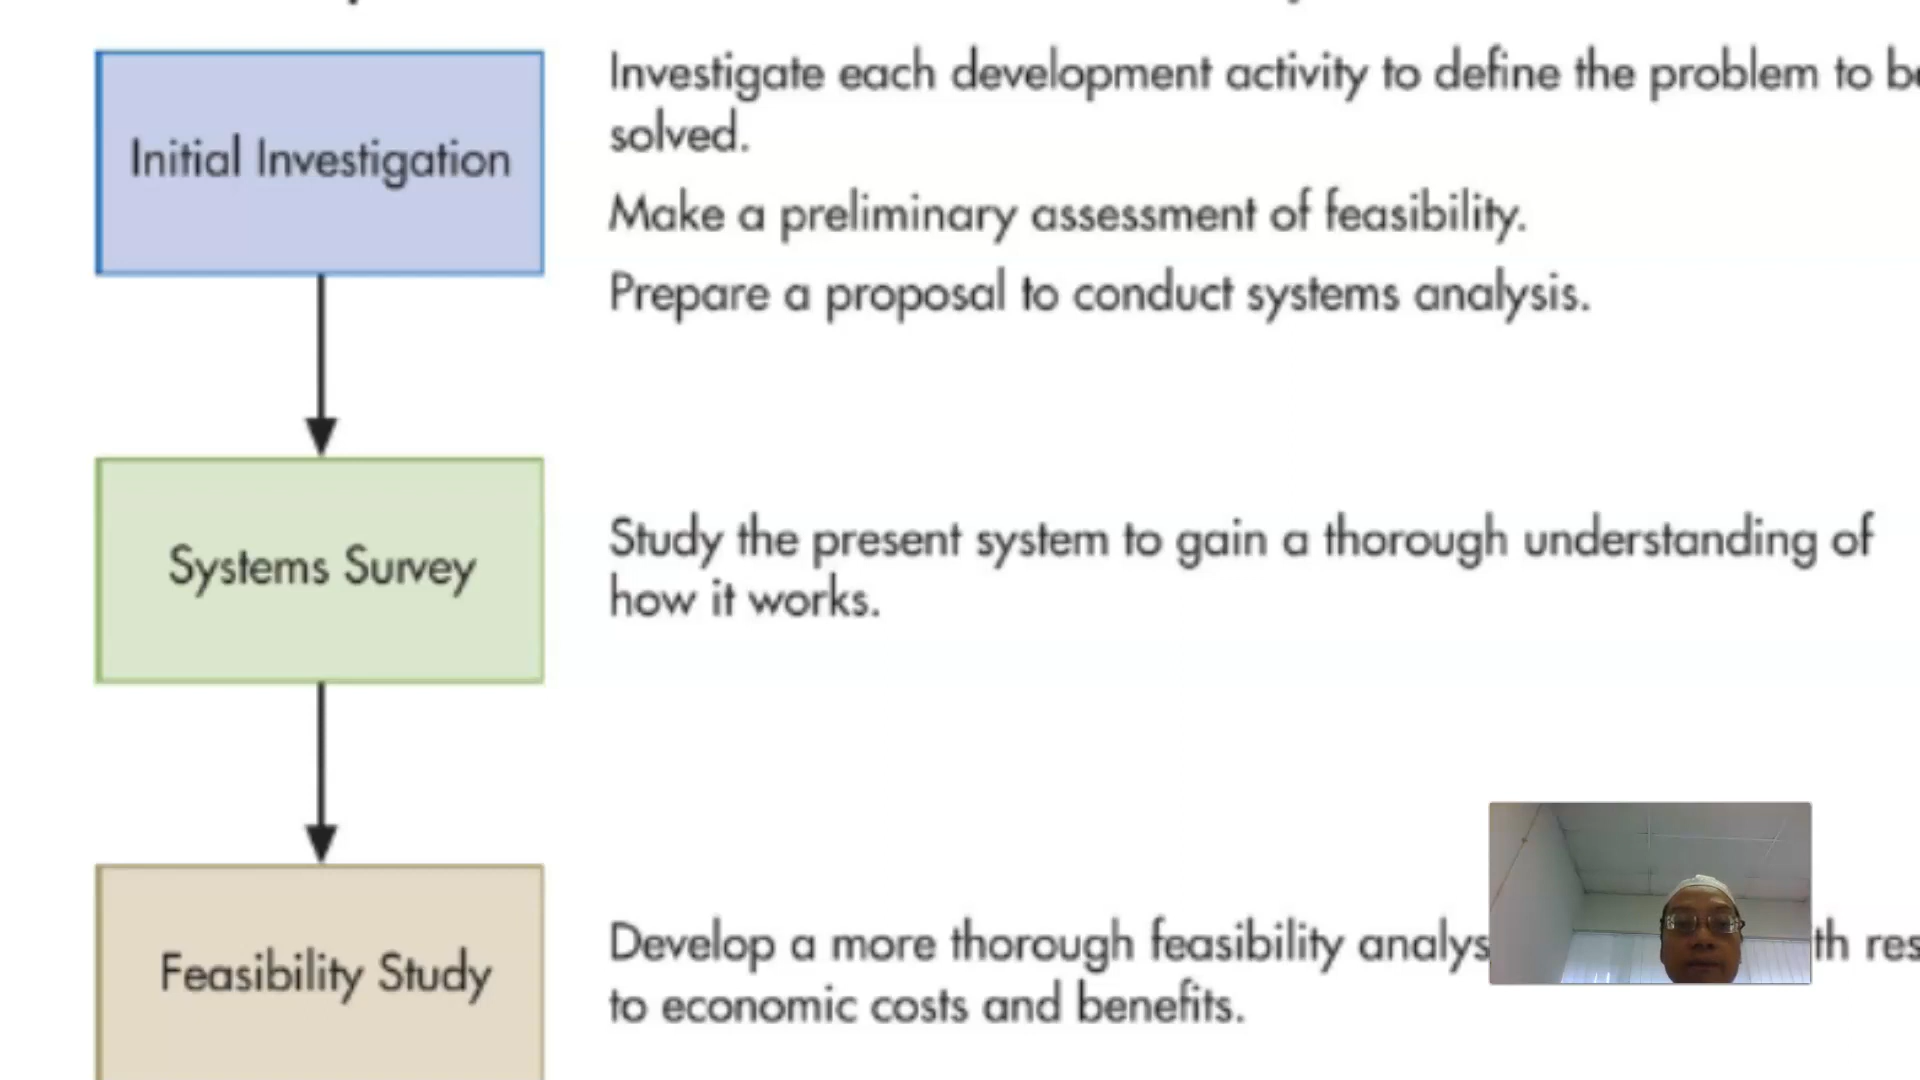 Initial Investigation
Investigate each development activity to define the problem to be
solved.
Make a preliminary assessment of feasibility.
Prepare a proposal to conduct systems analysis.
Systems Survey
Study the present system to gain a thorough understanding of
how it works.
Feasibility Study
Develop a more thorough feasibility analys th res
to economic costs and benefits.